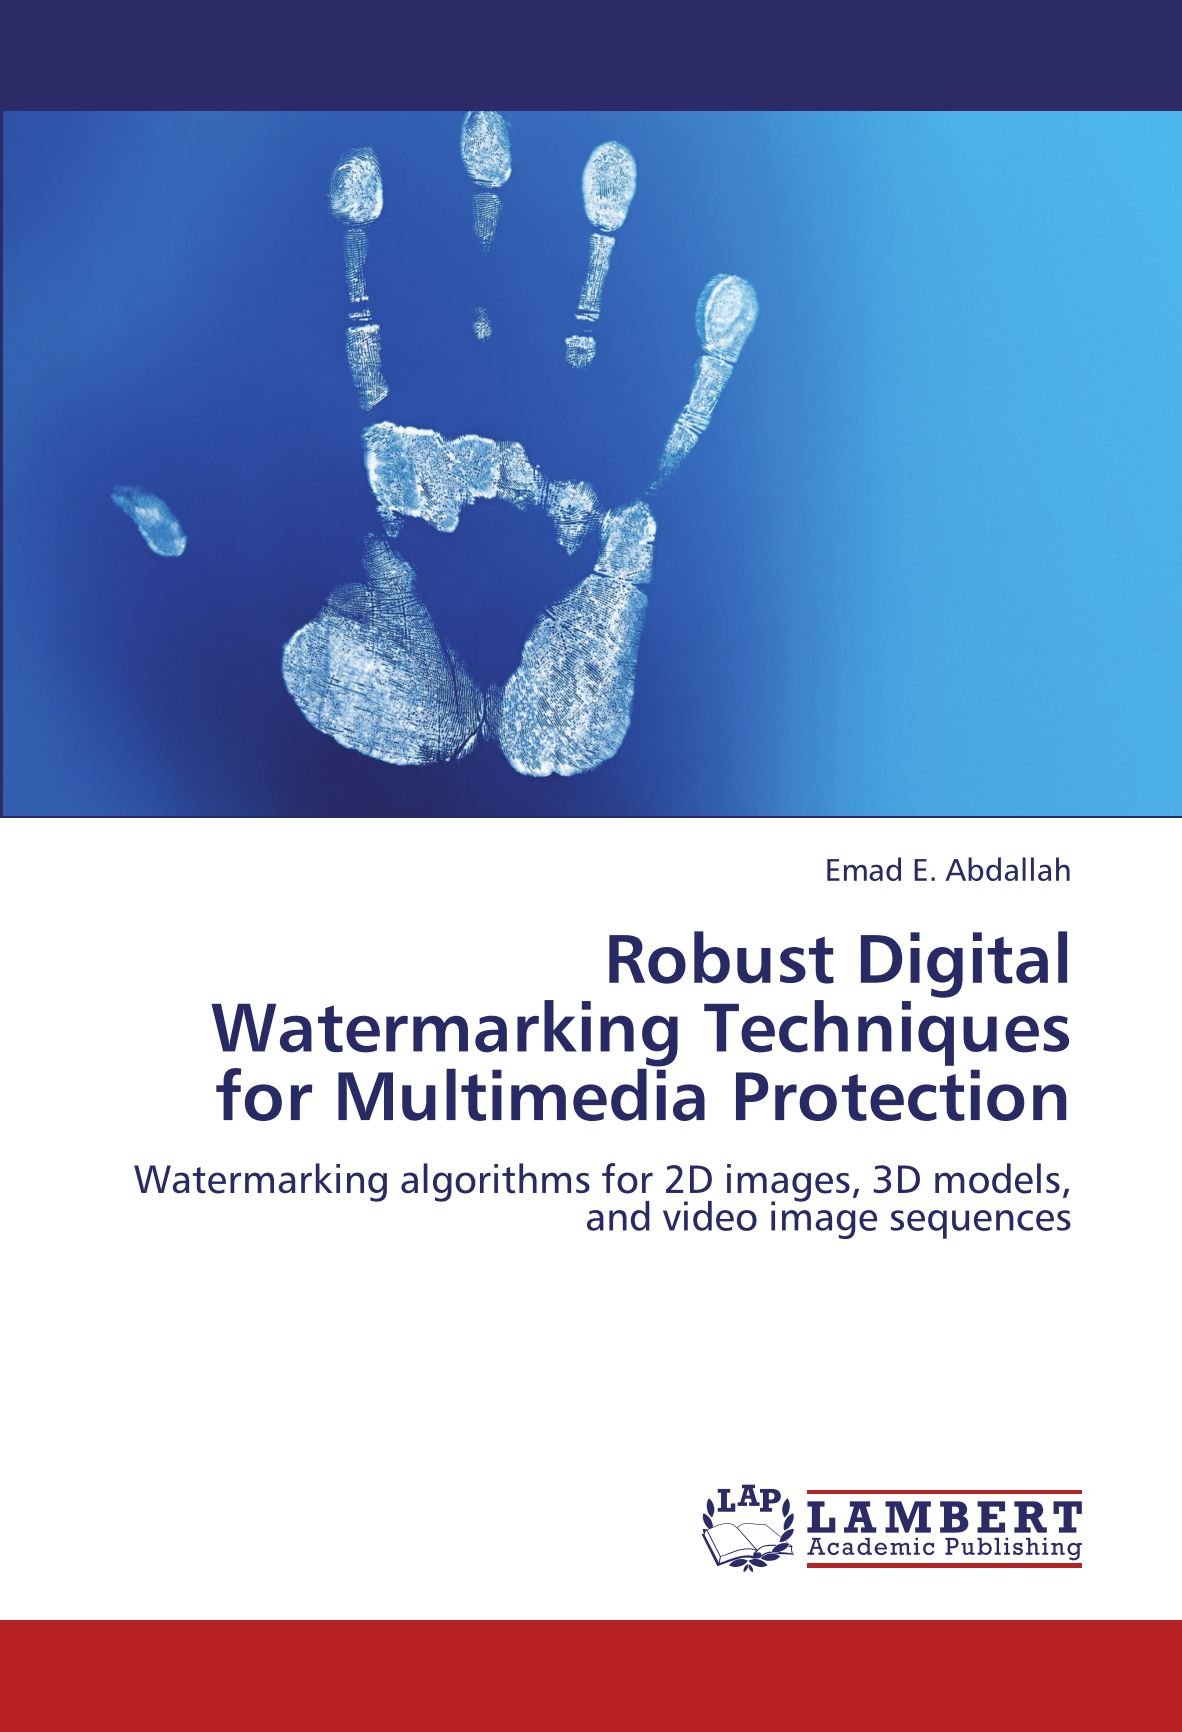 Emad E. Abdallah
Robust Digital
Watermarking Techniques
for Multimedia Protection
Watermarking algorithms for 2D images, 3D models,
and video image sequences
LAP
LAMBERT
Academic Publishing